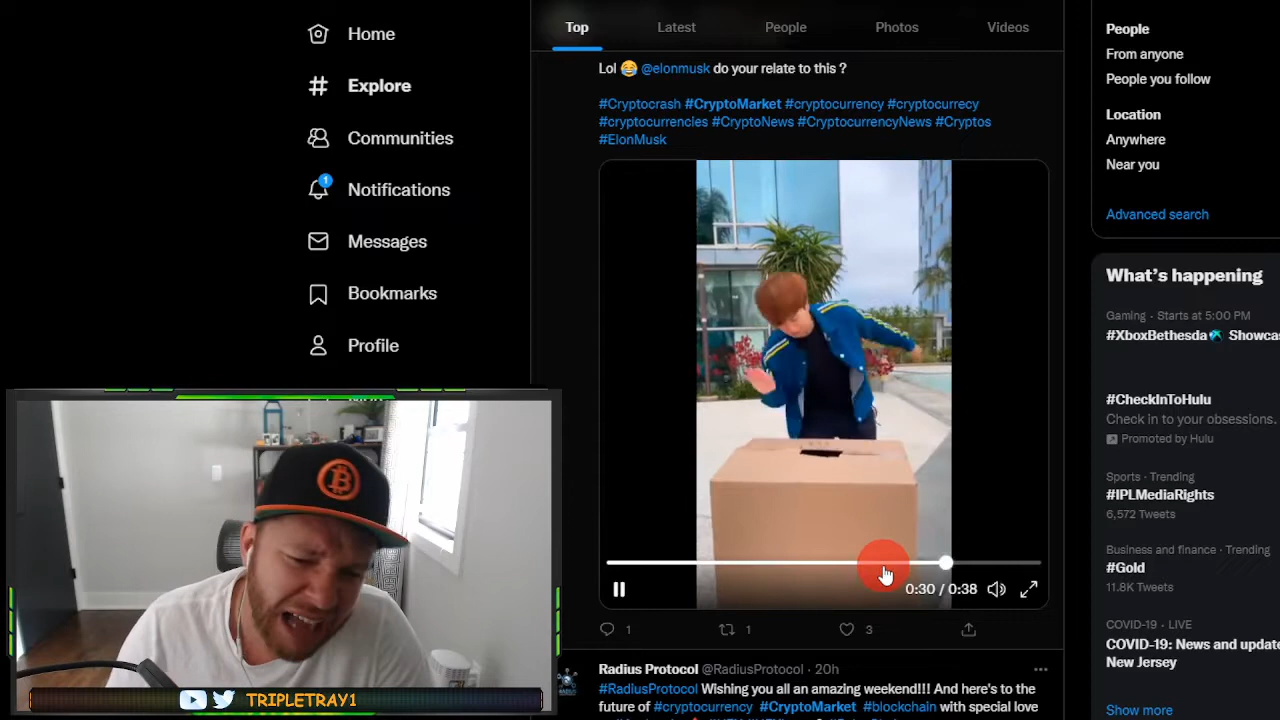 Home
Explore
Communities
1
Notifications
Messages
Bookmarks
Profile
Top
Latest
People
Photos
Videos
Lol 😂 @elonmusk do your relate to this ?
#Cryptocrash #CryptoMarket #cryptocurrency #cryptocurrecy
#cryptocurrencies #CryptoNews #CryptocurrencyNews #Cryptos
#ElonMusk
0:30 / 0:38
1
1
3
Radius Protocol @RadiusProtocol · 20h
#RadiusProtocol Wishing you all an amazing weekend!!! And here's to the
future of #cryptocurrency #CryptoMarket #blockchain with special love
People
From anyone
People you follow
Location
Anywhere
Near you
Advanced search
What's happening
Gaming · Starts at 5:00 PM
#XboxBethesda Showcas
#CheckInToHulu
Check in to your obsessions.
Promoted by Hulu
Sports · Trending
#IPLMediaRights
6,572 Tweets
Business and finance · Trending
#Gold
11.8K Tweets
COVID-19 · LIVE
COVID-19: News and update
New Jersey
Show more
TRIPLETRAY1